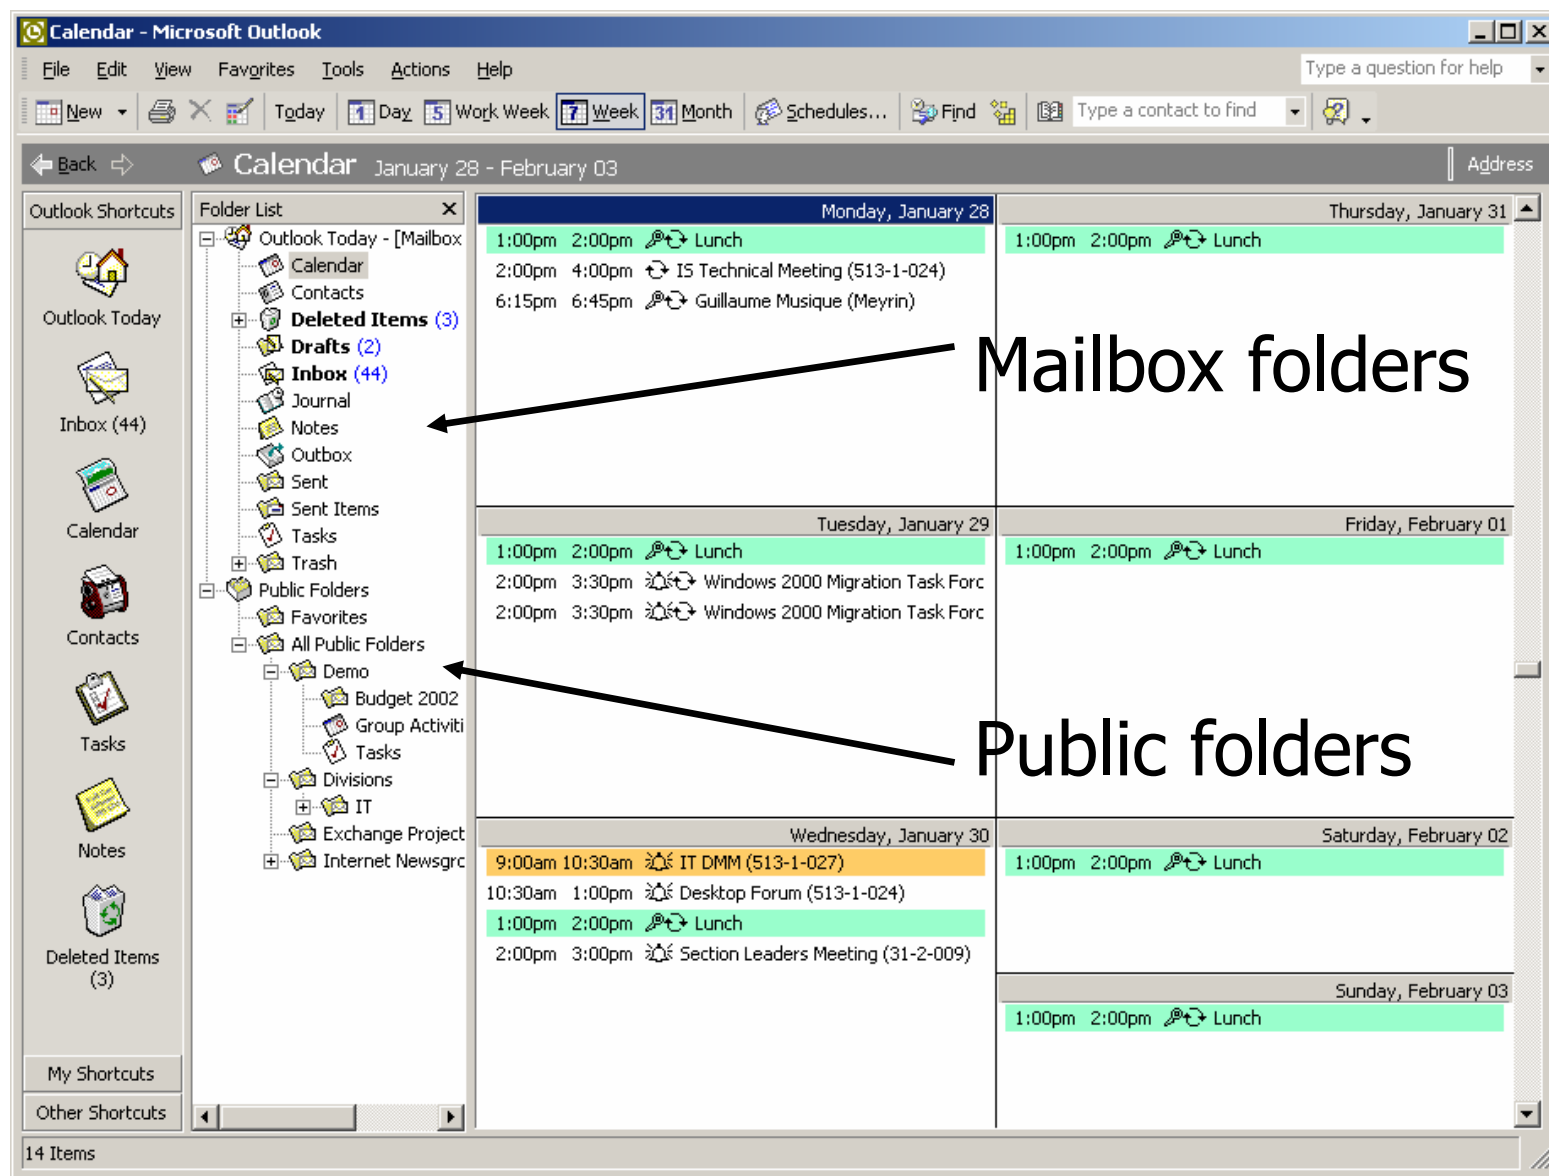 Calendar - Microsoft Outlook
File Edit View Favorites Tools Actions Help Type a question for help
New Today 1 Day 5 Work Week 7 Week 31 Month Schedules... Find Type a contact to find
Back Calendar January 28 - February 03 Address
Outlook Shortcuts
Outlook Today
Inbox (44)
Calendar
Contacts
Tasks
Notes
Deleted Items
(3)
My Shortcuts
Other Shortcuts
Folder List
Outlook Today - [Mailbox
Calendar
Contacts
Deleted Items (3)
Drafts (2)
Inbox (44)
Journal
Notes
Outbox
Sent
Sent Items
Tasks
Trash
Public Folders
Favorites
All Public Folders
Demo
Budget 2002
Group Activiti
Tasks
Divisions
IT
Exchange Project
Internet Newsgrc
Monday, January 28
1:00pm 2:00pm Lunch
2:00pm 4:00pm IS Technical Meeting (513-1-024)
6:15pm 6:45pm Guillaume Musique (Meyrin)
Tuesday, January 29
1:00pm 2:00pm Lunch
2:00pm 3:30pm Windows 2000 Migration Task Forc
2:00pm 3:30pm Windows 2000 Migration Task Forc
Wednesday, January 30
9:00am 10:30am IT DMM (513-1-027)
10:30am 1:00pm Desktop Forum (513-1-024)
1:00pm 2:00pm Lunch
2:00pm 3:00pm Section Leaders Meeting (31-2-009)
Thursday, January 31
1:00pm 2:00pm Lunch
Friday, February 01
1:00pm 2:00pm Lunch
Saturday, February 02
1:00pm 2:00pm Lunch
Sunday, February 03
1:00pm 2:00pm Lunch
Mailbox folders
Public folders
14 Items